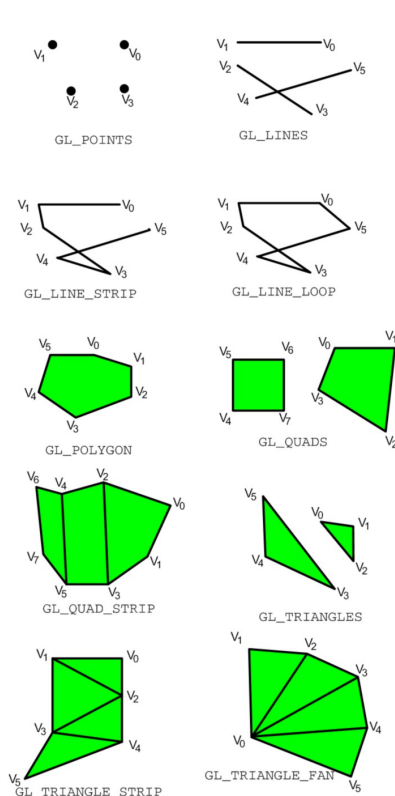 V1 V0
V2 V3
GL_POINTS
V1 V0
V2 V5
V4 V3
GL_LINES
V1 V0
V2 V5
V4 V3
GL_LINE_STRIP
V1 V0
V2 V5
V4 V3
GL_LINE_LOOP
V5 V0
V1
V4 V2
V3
GL_POLYGON
V5 V6
V4 V7
V0 V1
V3
V2
GL_QUADS
V6 V4 V2
V0
V7 V1
V5 V3
GL_QUAD_STRIP
V5
V0 V1
V4 V2
V3
GL_TRIANGLES
V1 V0
V2
V3 V4
V5
GL_TRIANGLE_STRIP
V1 V2
V3
V0 V4
V5
GL_TRIANGLE_FAN